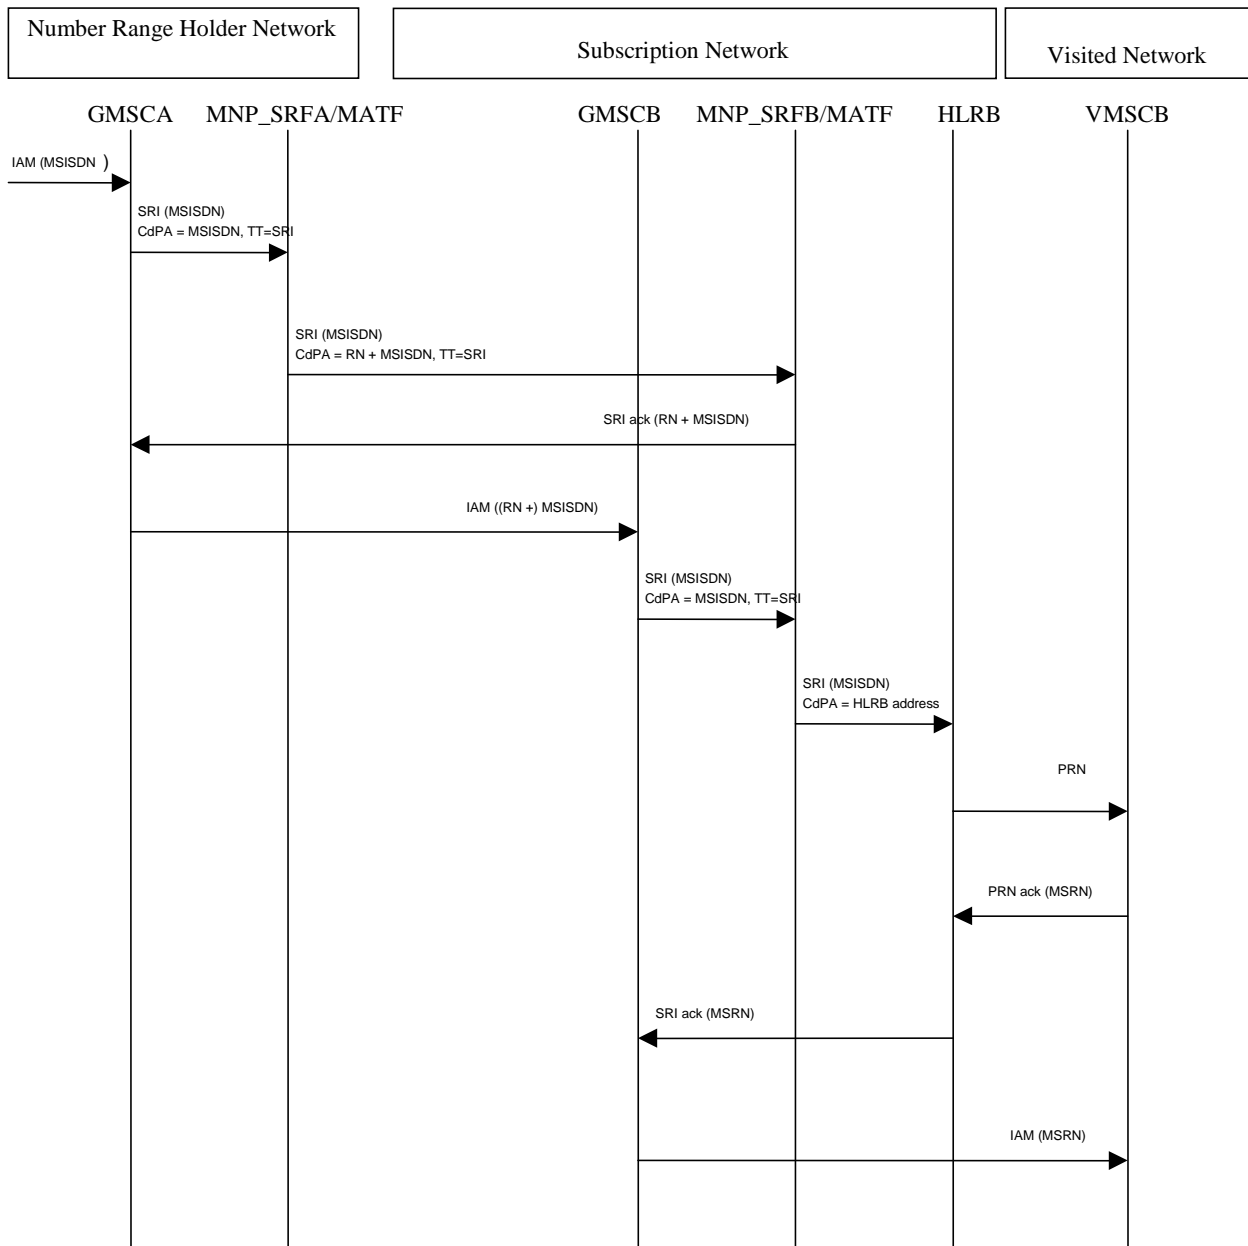 Number Range Holder Network
Subscription Network
Visited Network
GMSCA
MNP_SRFA/MATF
GMSCB
MNP_SRFB/MATF
HLRB
VMSCB
IAM (MSISDN )
SRI (MSISDN)
CdPA = MSISDN, TT=SRI
SRI (MSISDN)
CdPA = RN + MSISDN, TT=SRI
SRI ack (RN + MSISDN)
IAM ((RN +) MSISDN)
SRI (MSISDN)
CdPA = MSISDN, TT=SRI
SRI (MSISDN)
CdPA = HLRB address
PRN
PRN ack (MSRN)
SRI ack (MSRN)
IAM (MSRN)